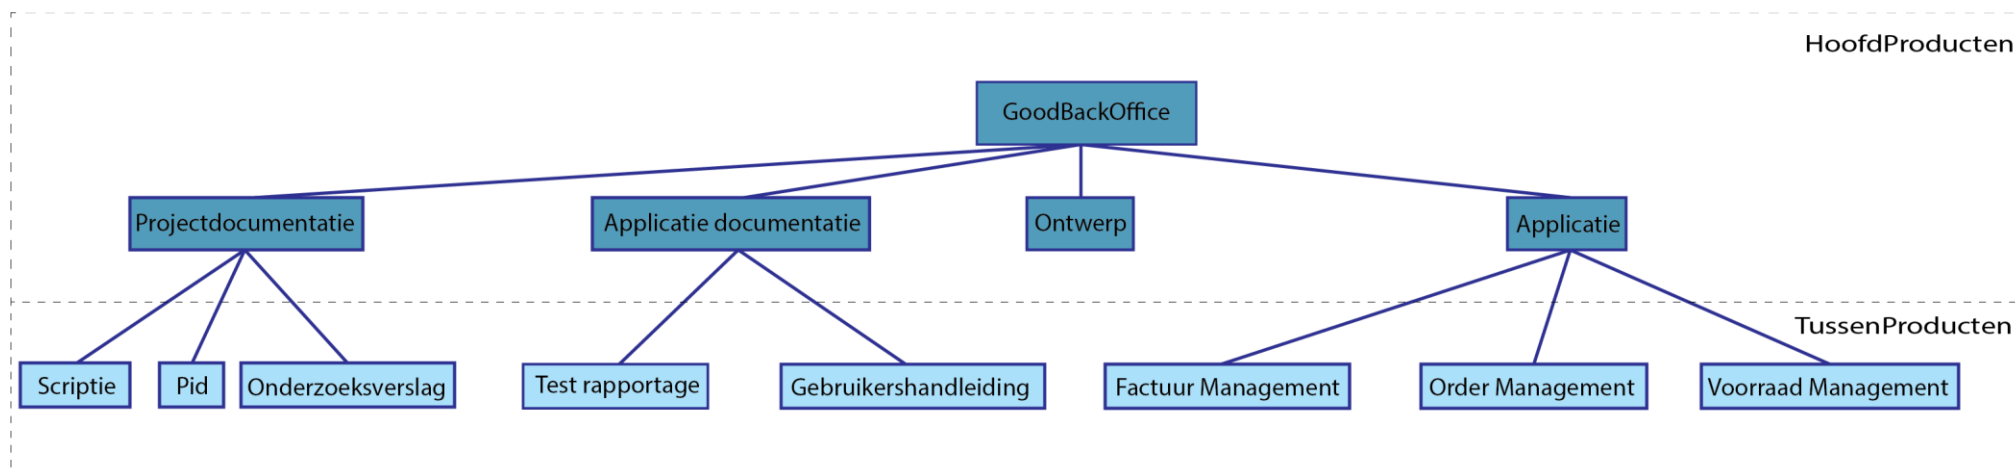 HoofdProducten
GoodBackOffice
Projectdocumentatie
Applicatie documentatie
Ontwerp
Applicatie
TussenProducten
Scriptie
Pid
Onderzoeksverslag
Test rapportage
Gebruikershandleiding
Factuur Management
Order Management
Voorraad Management